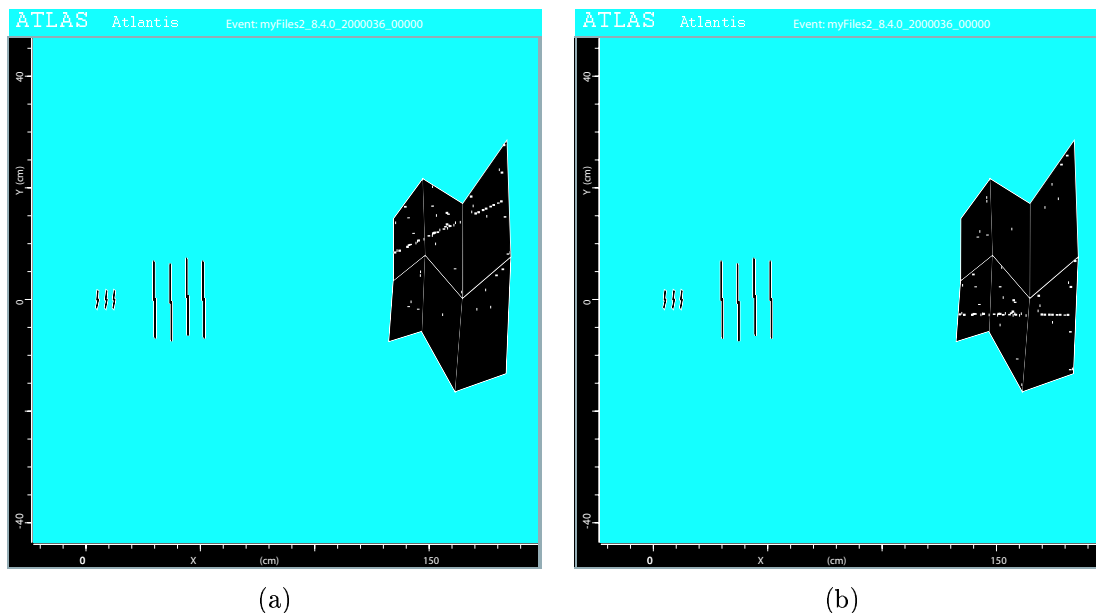 ATLAS Atlantis Event: myFiles2_8.4.0_2000036_00000
40
Y (cm)
0
-40
0 X (cm) 150
(a)
ATLAS Atlantis Event: myFiles2_8.4.0_2000036_00000
40
Y (cm)
0
-40
0 X (cm) 150
(b)